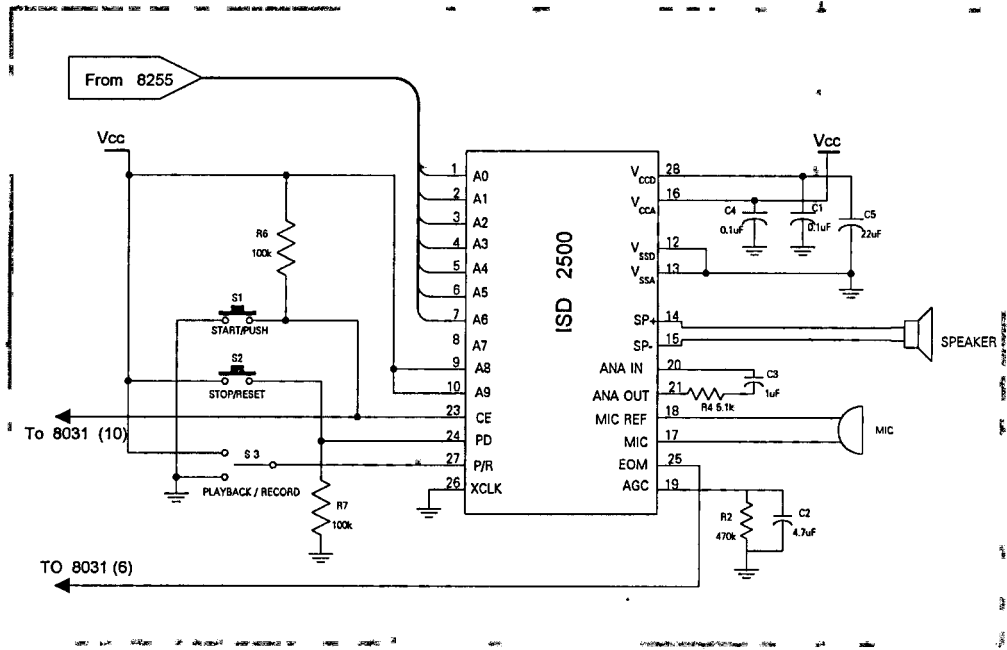 From 8255
Vcc
R6
100k
S1
START/PUSH
S2
STOP/RESET
To 8031 (10)
S 3
PLAYBACK / RECORD
R7
100k
TO 8031 (6)
1 A0
2 A1
3 A2
4 A3
5 A4
6 A5
7 A6
8 A7
9 A8
10 A9
23 CE
24 PD
27 P/R
26 XCLK
ISD 2500
VCCD 28
VCCA 16
VSSD 12
VSSA 13
SP+ 14
SP- 15
ANA IN 20
ANA OUT 21
MIC REF 18
MIC 17
EOM 25
AGC 19
Vcc
C4
0.1uF
C1
0.1uF
C5
22uF
SPEAKER
C3
1uF
R4 5.1k
MIC
R2
470k
C2
4.7uF